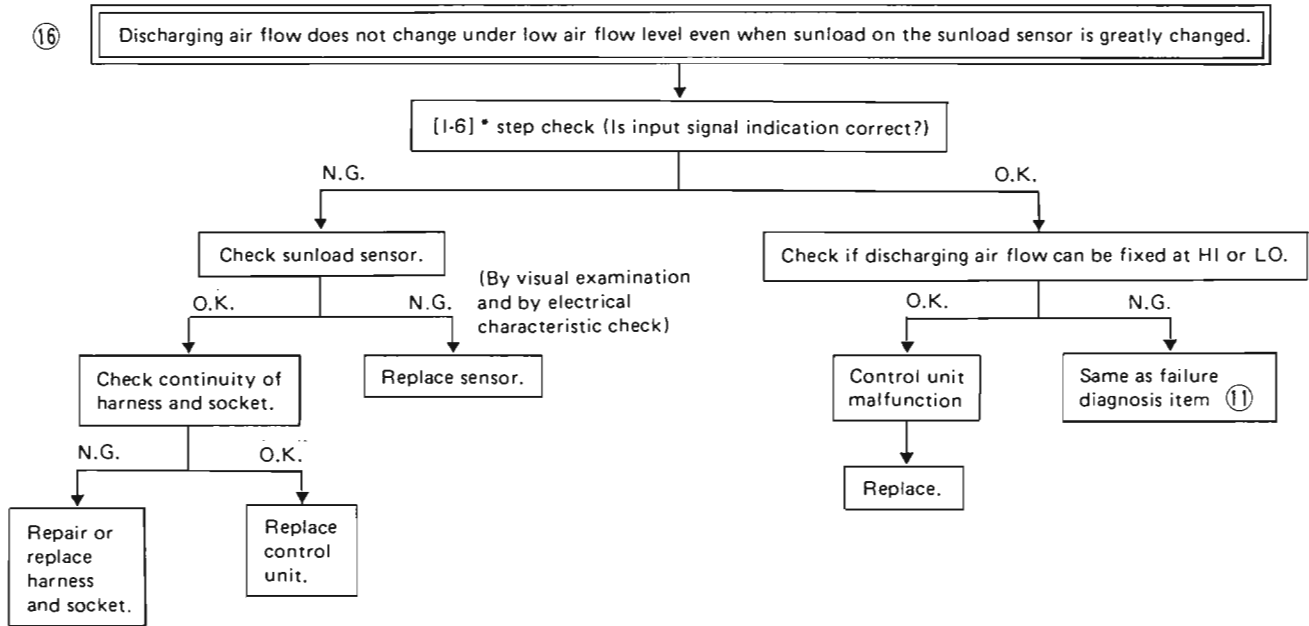 ⑯ Discharging air flow does not change under low air flow level even when sunload on the sunload sensor is greatly changed.
[I-6] * step check (Is input signal indication correct?)
N.G.
O.K.
Check sunload sensor.
(By visual examination
and by electrical
characteristic check)
O.K.
N.G.
Check continuity of
harness and socket.
Replace sensor.
N.G.
O.K.
Repair or
replace
harness
and socket.
Replace
control
unit.
Check if discharging air flow can be fixed at HI or LO.
O.K.
N.G.
Control unit
malfunction
Replace.
Same as failure
diagnosis item ⑪